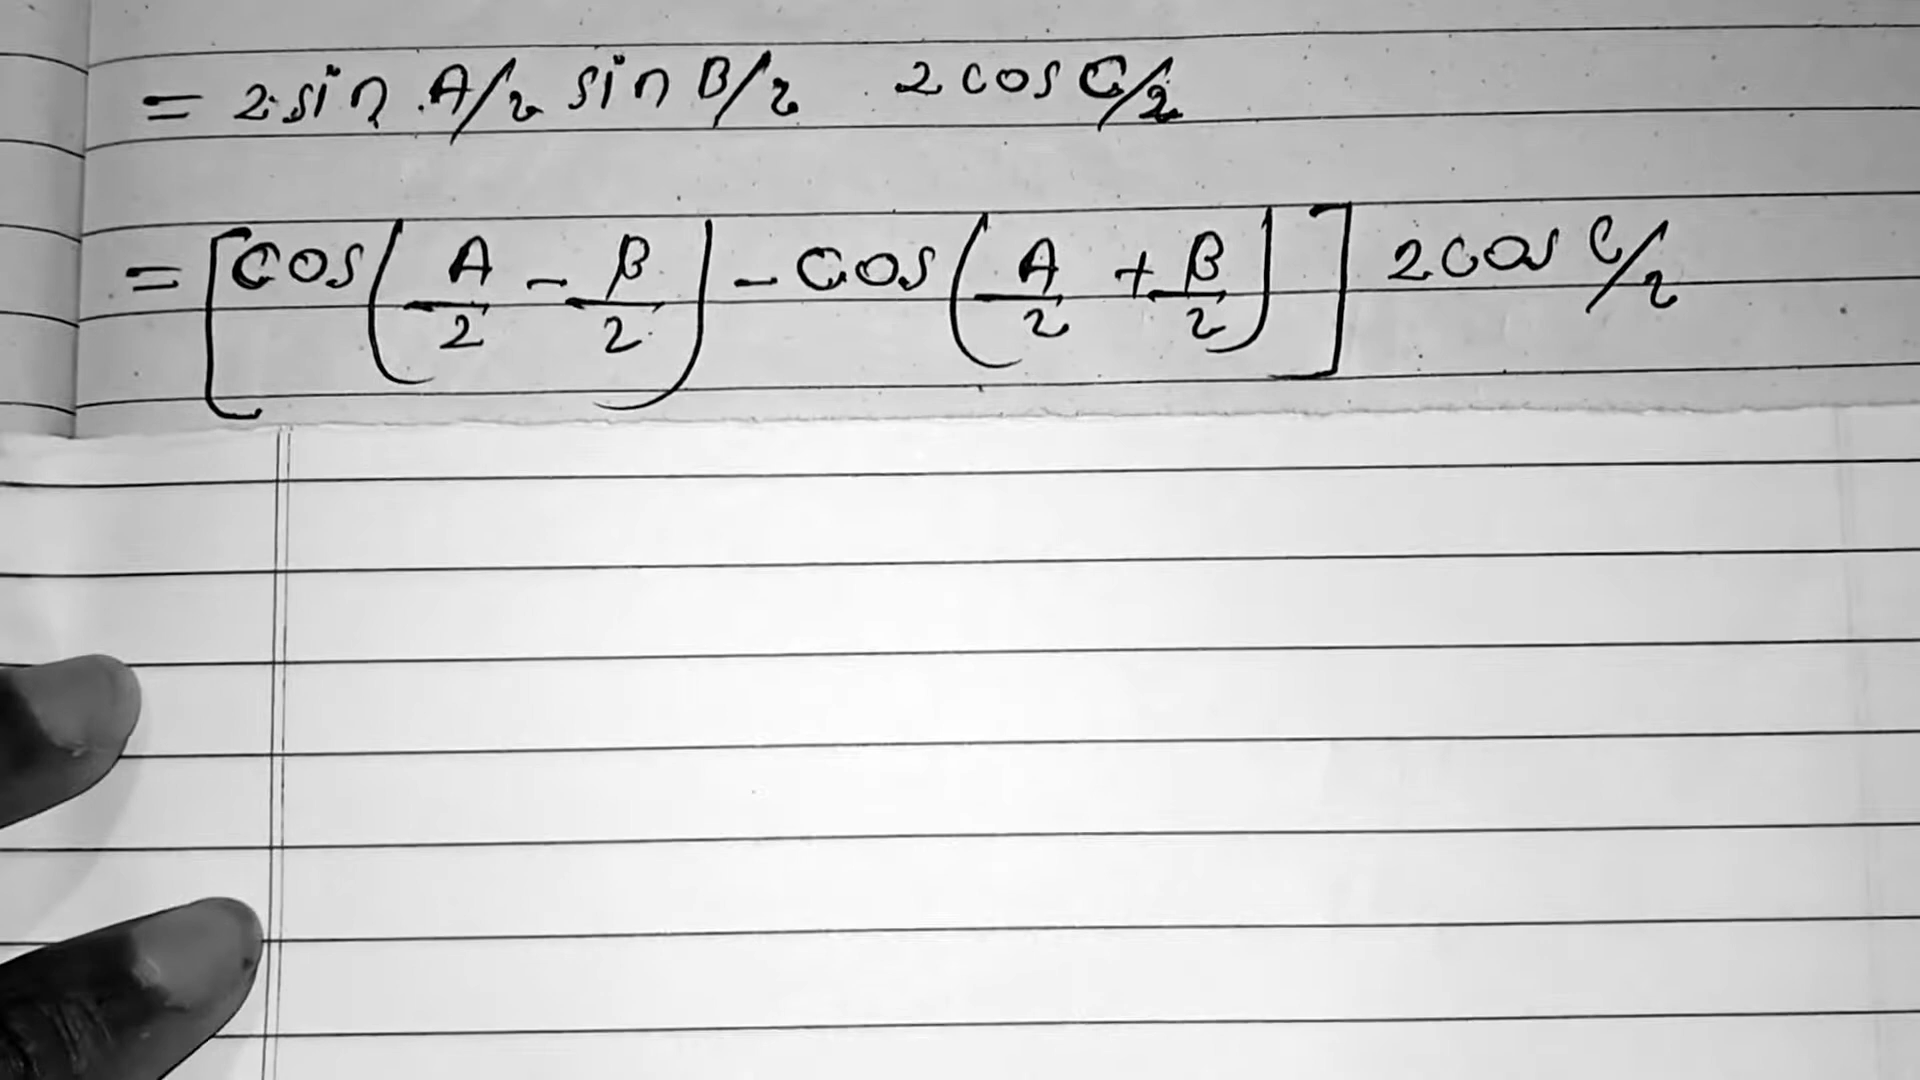 = 2 sin A/2 sin B/2 2 cos C/2
= [cos(A/2 - B/2) - cos(A/2 + B/2)] 2 cos C/2